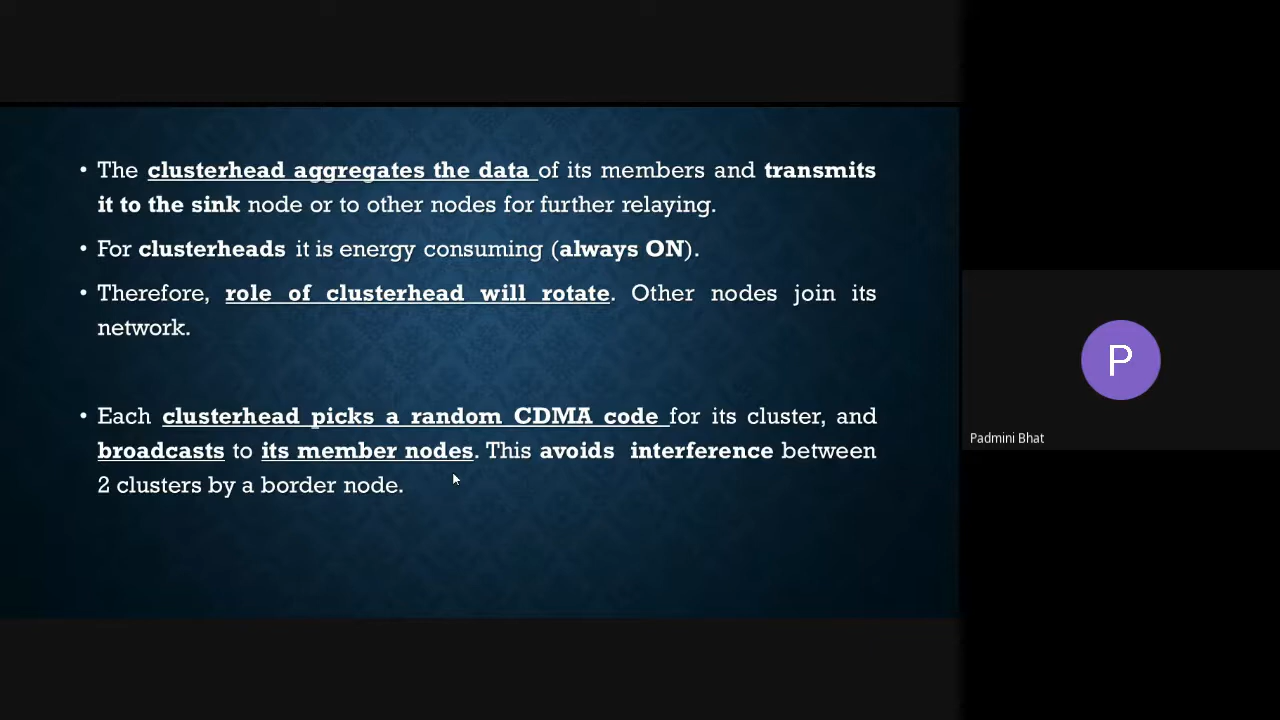 • The clusterhead aggregates the data of its members and transmits
it to the sink node or to other nodes for further relaying.
• For clusterheads it is energy consuming (always ON).
• Therefore, role of clusterhead will rotate. Other nodes join its
network.
• Each clusterhead picks a random CDMA code for its cluster, and
broadcasts to its member nodes. This avoids interference between
2 clusters by a border node.
P
Padmini Bhat